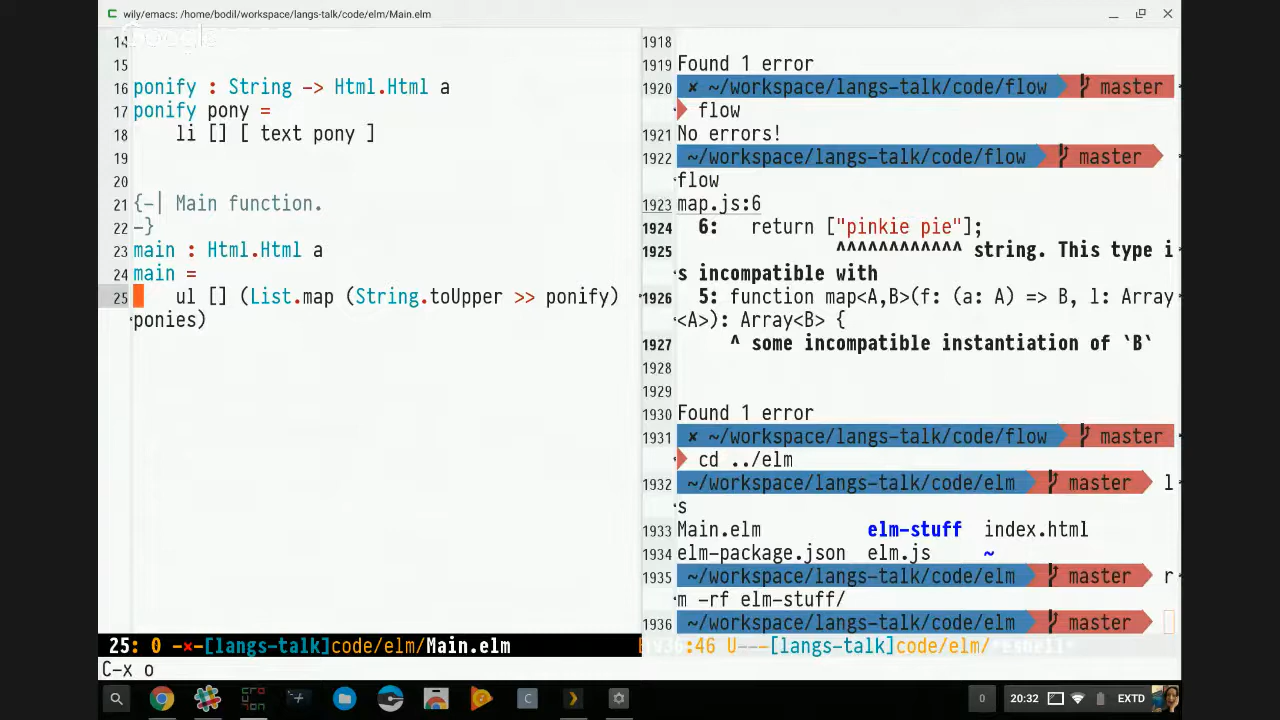 wily/emacs: /home/bodil/workspace/langs-talk/code/elm/Main.elm
Google
14
15
16 ponify : String -> Html.Html a
17 ponify pony =
18 li [] [ text pony ]
19
20
21 {-| Main function.
22 -}
23 main : Html.Html a
24 main =
25 ul [] (List.map (String.toUpper >> ponify)
ponies)
25: 0 -×-[langs-talk]code/elm/Main.elm
C-x o
1918
1919 Found 1 error
1920 ✘ ~/workspace/langs-talk/code/flow master
flow
1921 No errors!
1922 ~/workspace/langs-talk/code/flow master
flow
1923 map.js:6
1924 6: return ["pinkie pie"];
1925 ^^^^^^^^^^^^ string. This type i
s incompatible with
1926 5: function map<A,B>(f: (a: A) => B, l: Array
<A>): Array<B> {
1927 ^ some incompatible instantiation of `B`
1928
1929
1930 Found 1 error
1931 ✘ ~/workspace/langs-talk/code/flow master
cd ../elm
1932 ~/workspace/langs-talk/code/elm master l
s
1933 Main.elm elm-stuff index.html
1934 elm-package.json elm.js ~
1935 ~/workspace/langs-talk/code/elm master r
m -rf elm-stuff/
1936 ~/workspace/langs-talk/code/elm master
:46 U---[langs-talk]code/elm/
0 20:32 EXTD